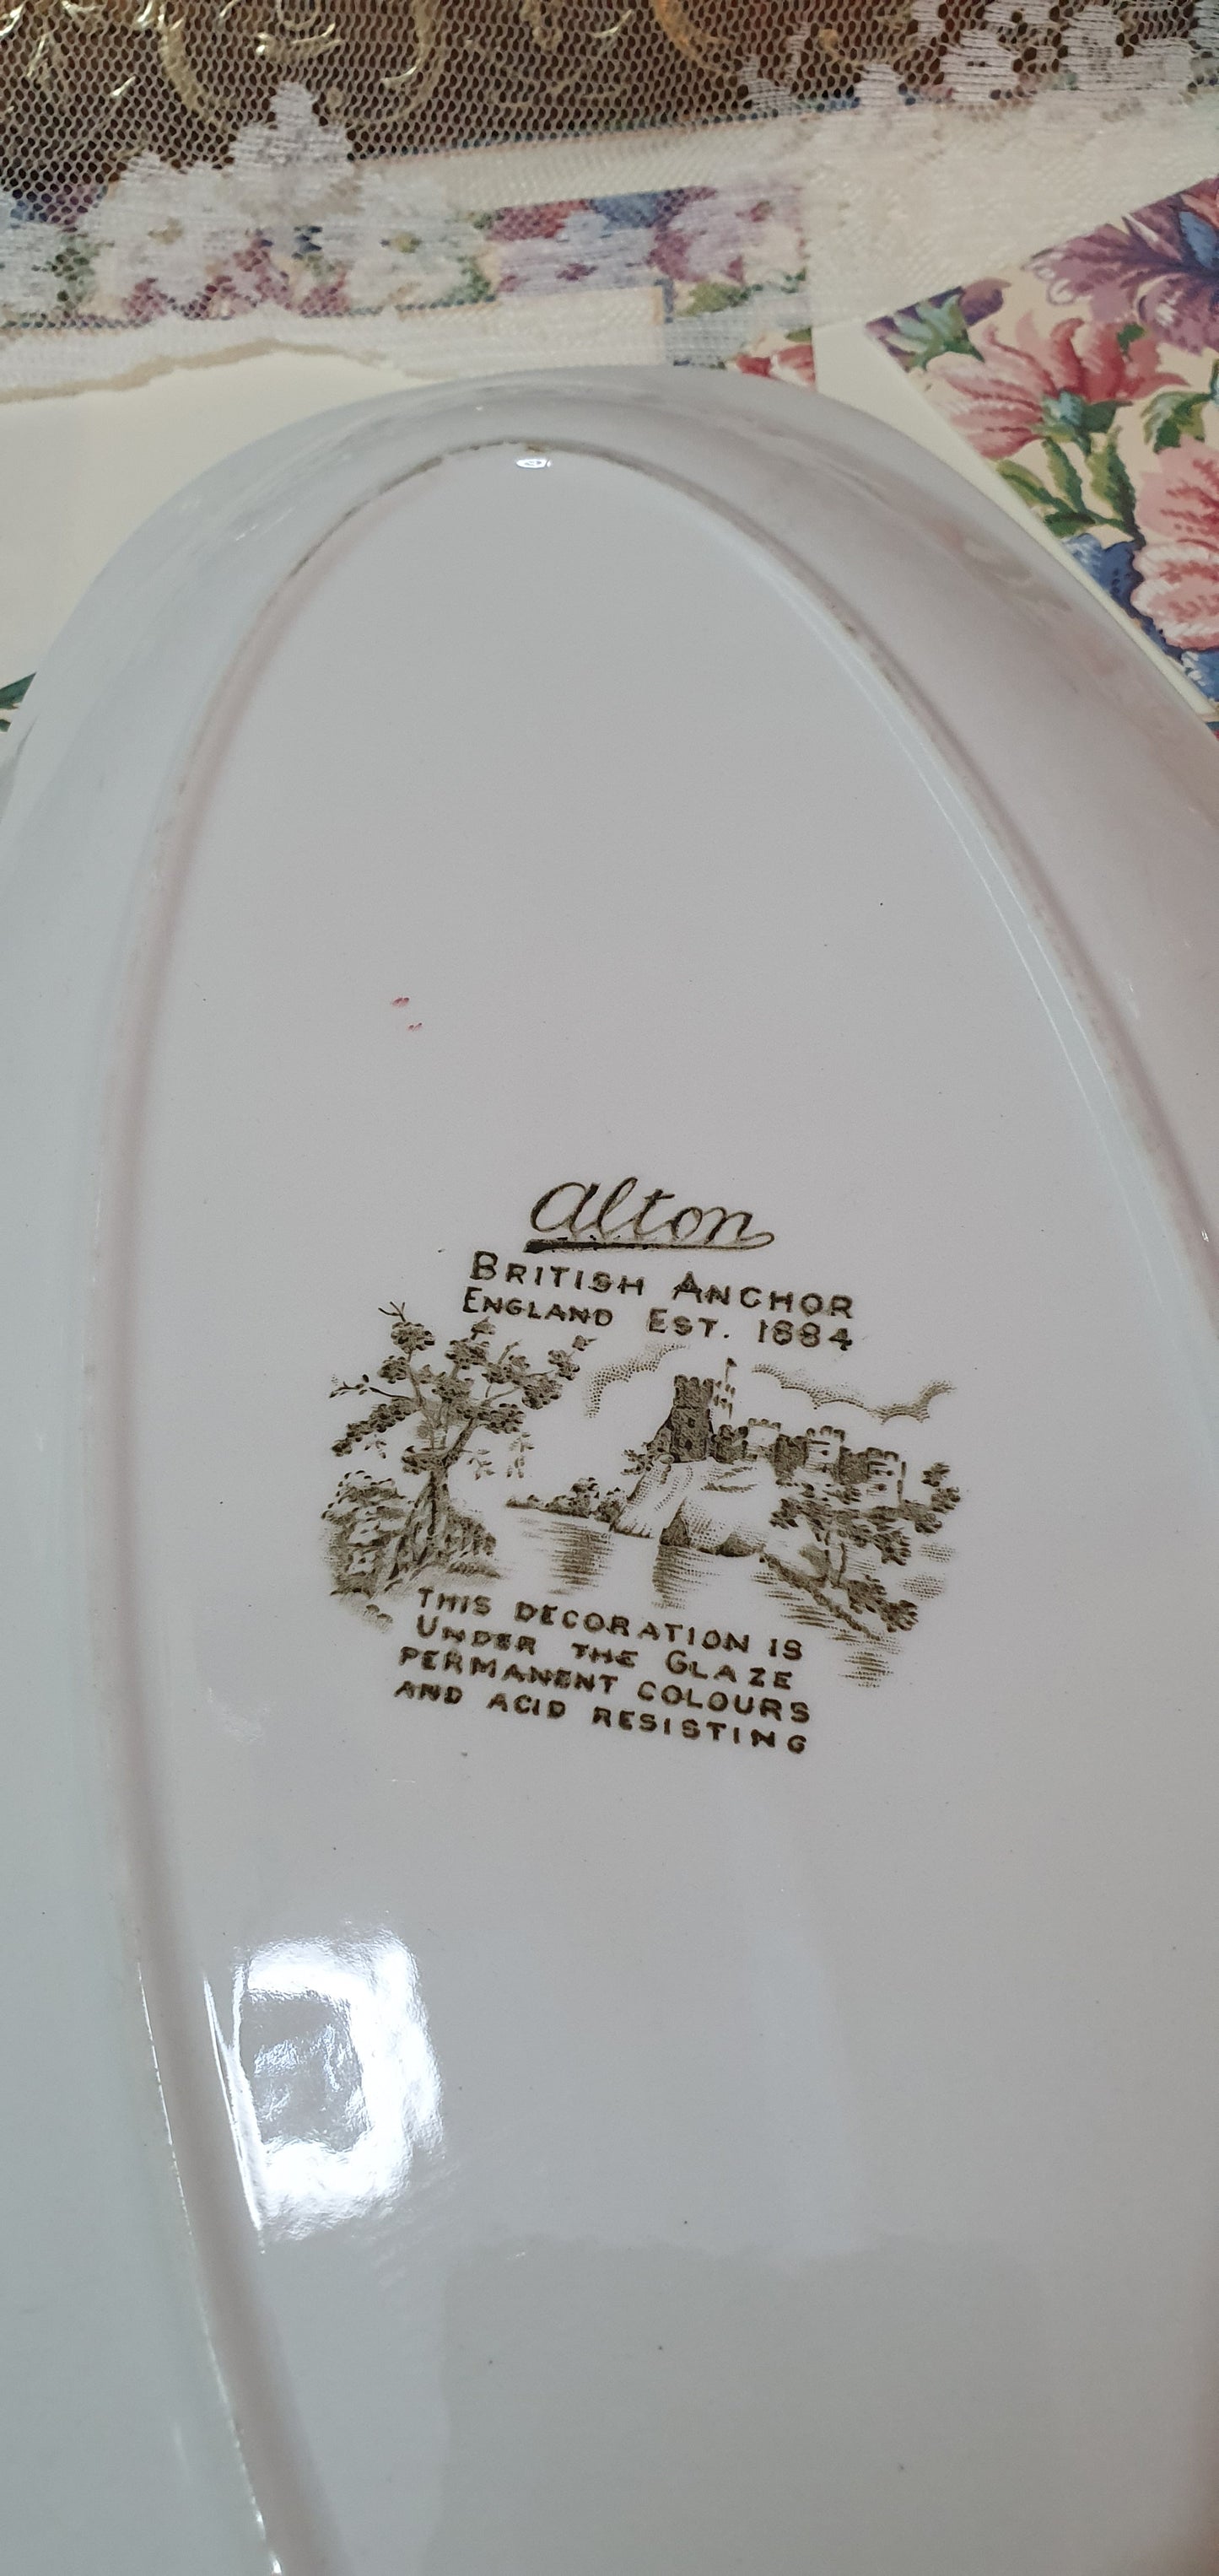 Alton
BRITISH ANCHOR
ENGLAND EST. 1884
THIS DECORATION IS
UNDER THE GLAZE
PERMANENT COLOURS
AND ACID RESISTING